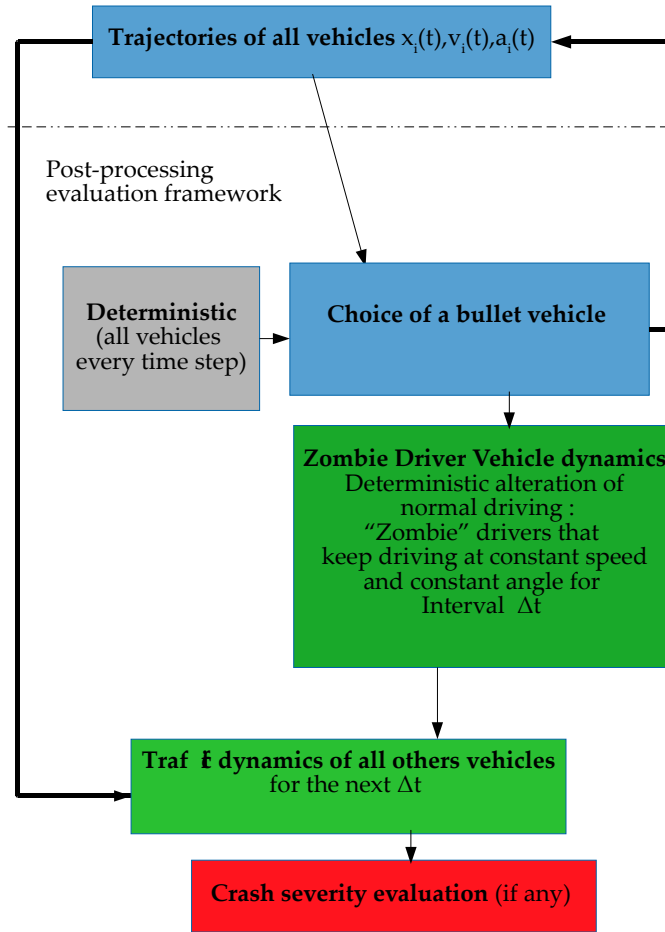 Trajectories of all vehicles x_i(t),v_i(t),a_i(t)
Post-processing
evaluation framework
Deterministic
(all vehicles
every time step)
Choice of a bullet vehicle
Zombie Driver Vehicle dynamics
Deterministic alteration of
normal driving :
“Zombie” drivers that
keep driving at constant speed
and constant angle for
Interval Δt
Traf fic dynamics of all others vehicles
for the next Δt
Crash severity evaluation (if any)